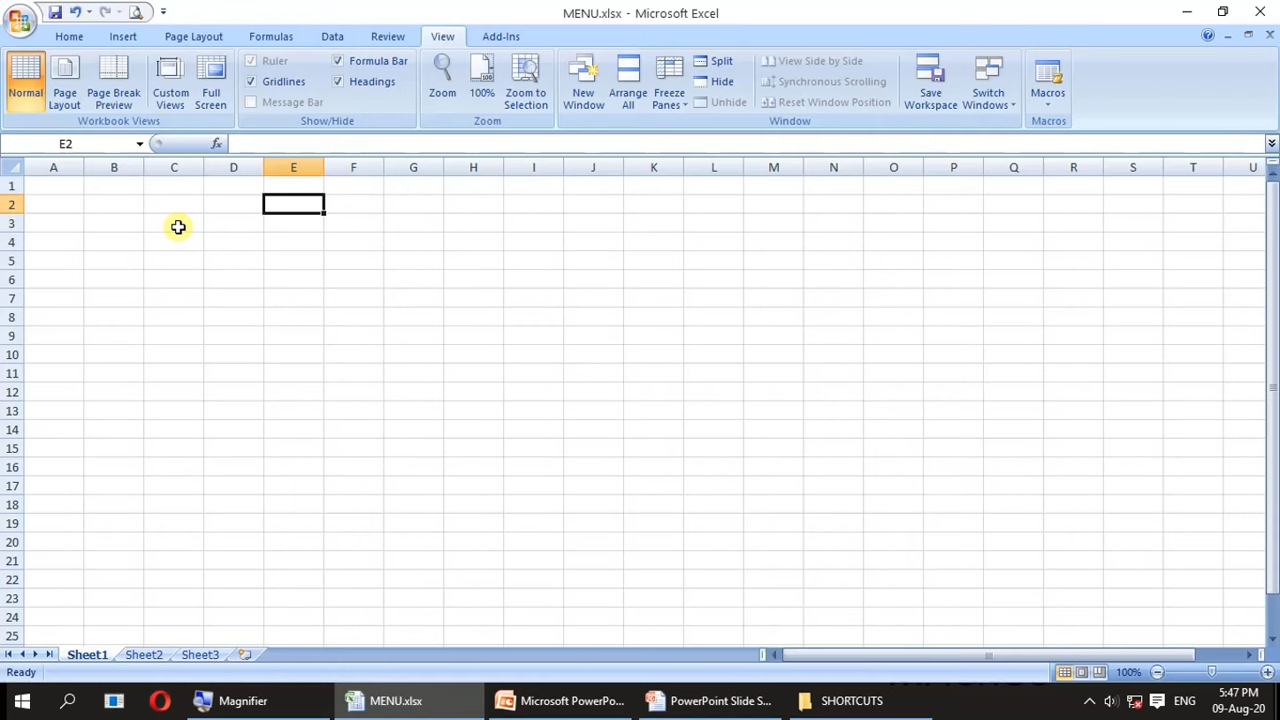 MENU.xlsx - Microsoft Excel
Home Insert Page Layout Formulas Data Review View Add-Ins
Normal
Page Layout
Page Break Preview
Custom Views
Full Screen
Workbook Views
Ruler
Formula Bar
Gridlines
Headings
Message Bar
Show/Hide
Zoom
100%
Zoom to Selection
Zoom
New Window
Arrange All
Freeze Panes
Split
Hide
Unhide
View Side by Side
Synchronous Scrolling
Reset Window Position
Save Workspace
Switch Windows
Window
Macros
Macros
E2 fx
A B C D E F G H I J K L M N O P Q R S T U
1
2
3
4
5
6
7
8
9
10
11
12
13
14
15
16
17
18
19
20
21
22
23
24
25
Sheet1 Sheet2 Sheet3
Ready 100%
Magnifier MENU.xlsx Microsoft PowerPo... PowerPoint Slide S... SHORTCUTS ENG 5:47 PM
09-Aug-20